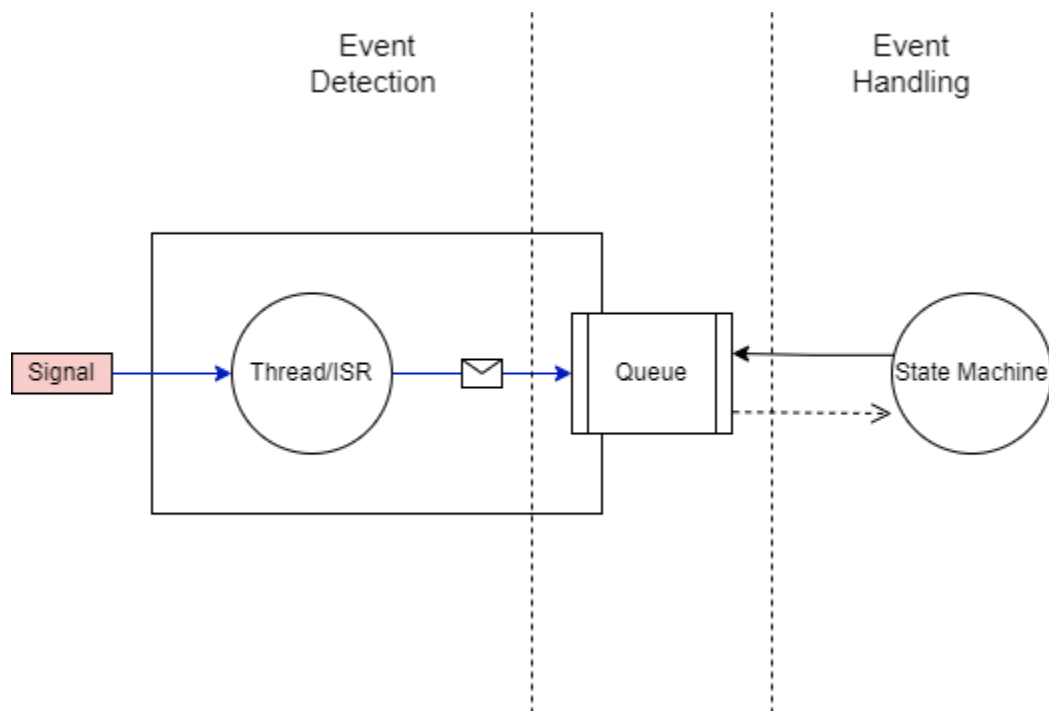 Event
Detection
Event
Handling
Signal
Thread/ISR
Queue
State Machine